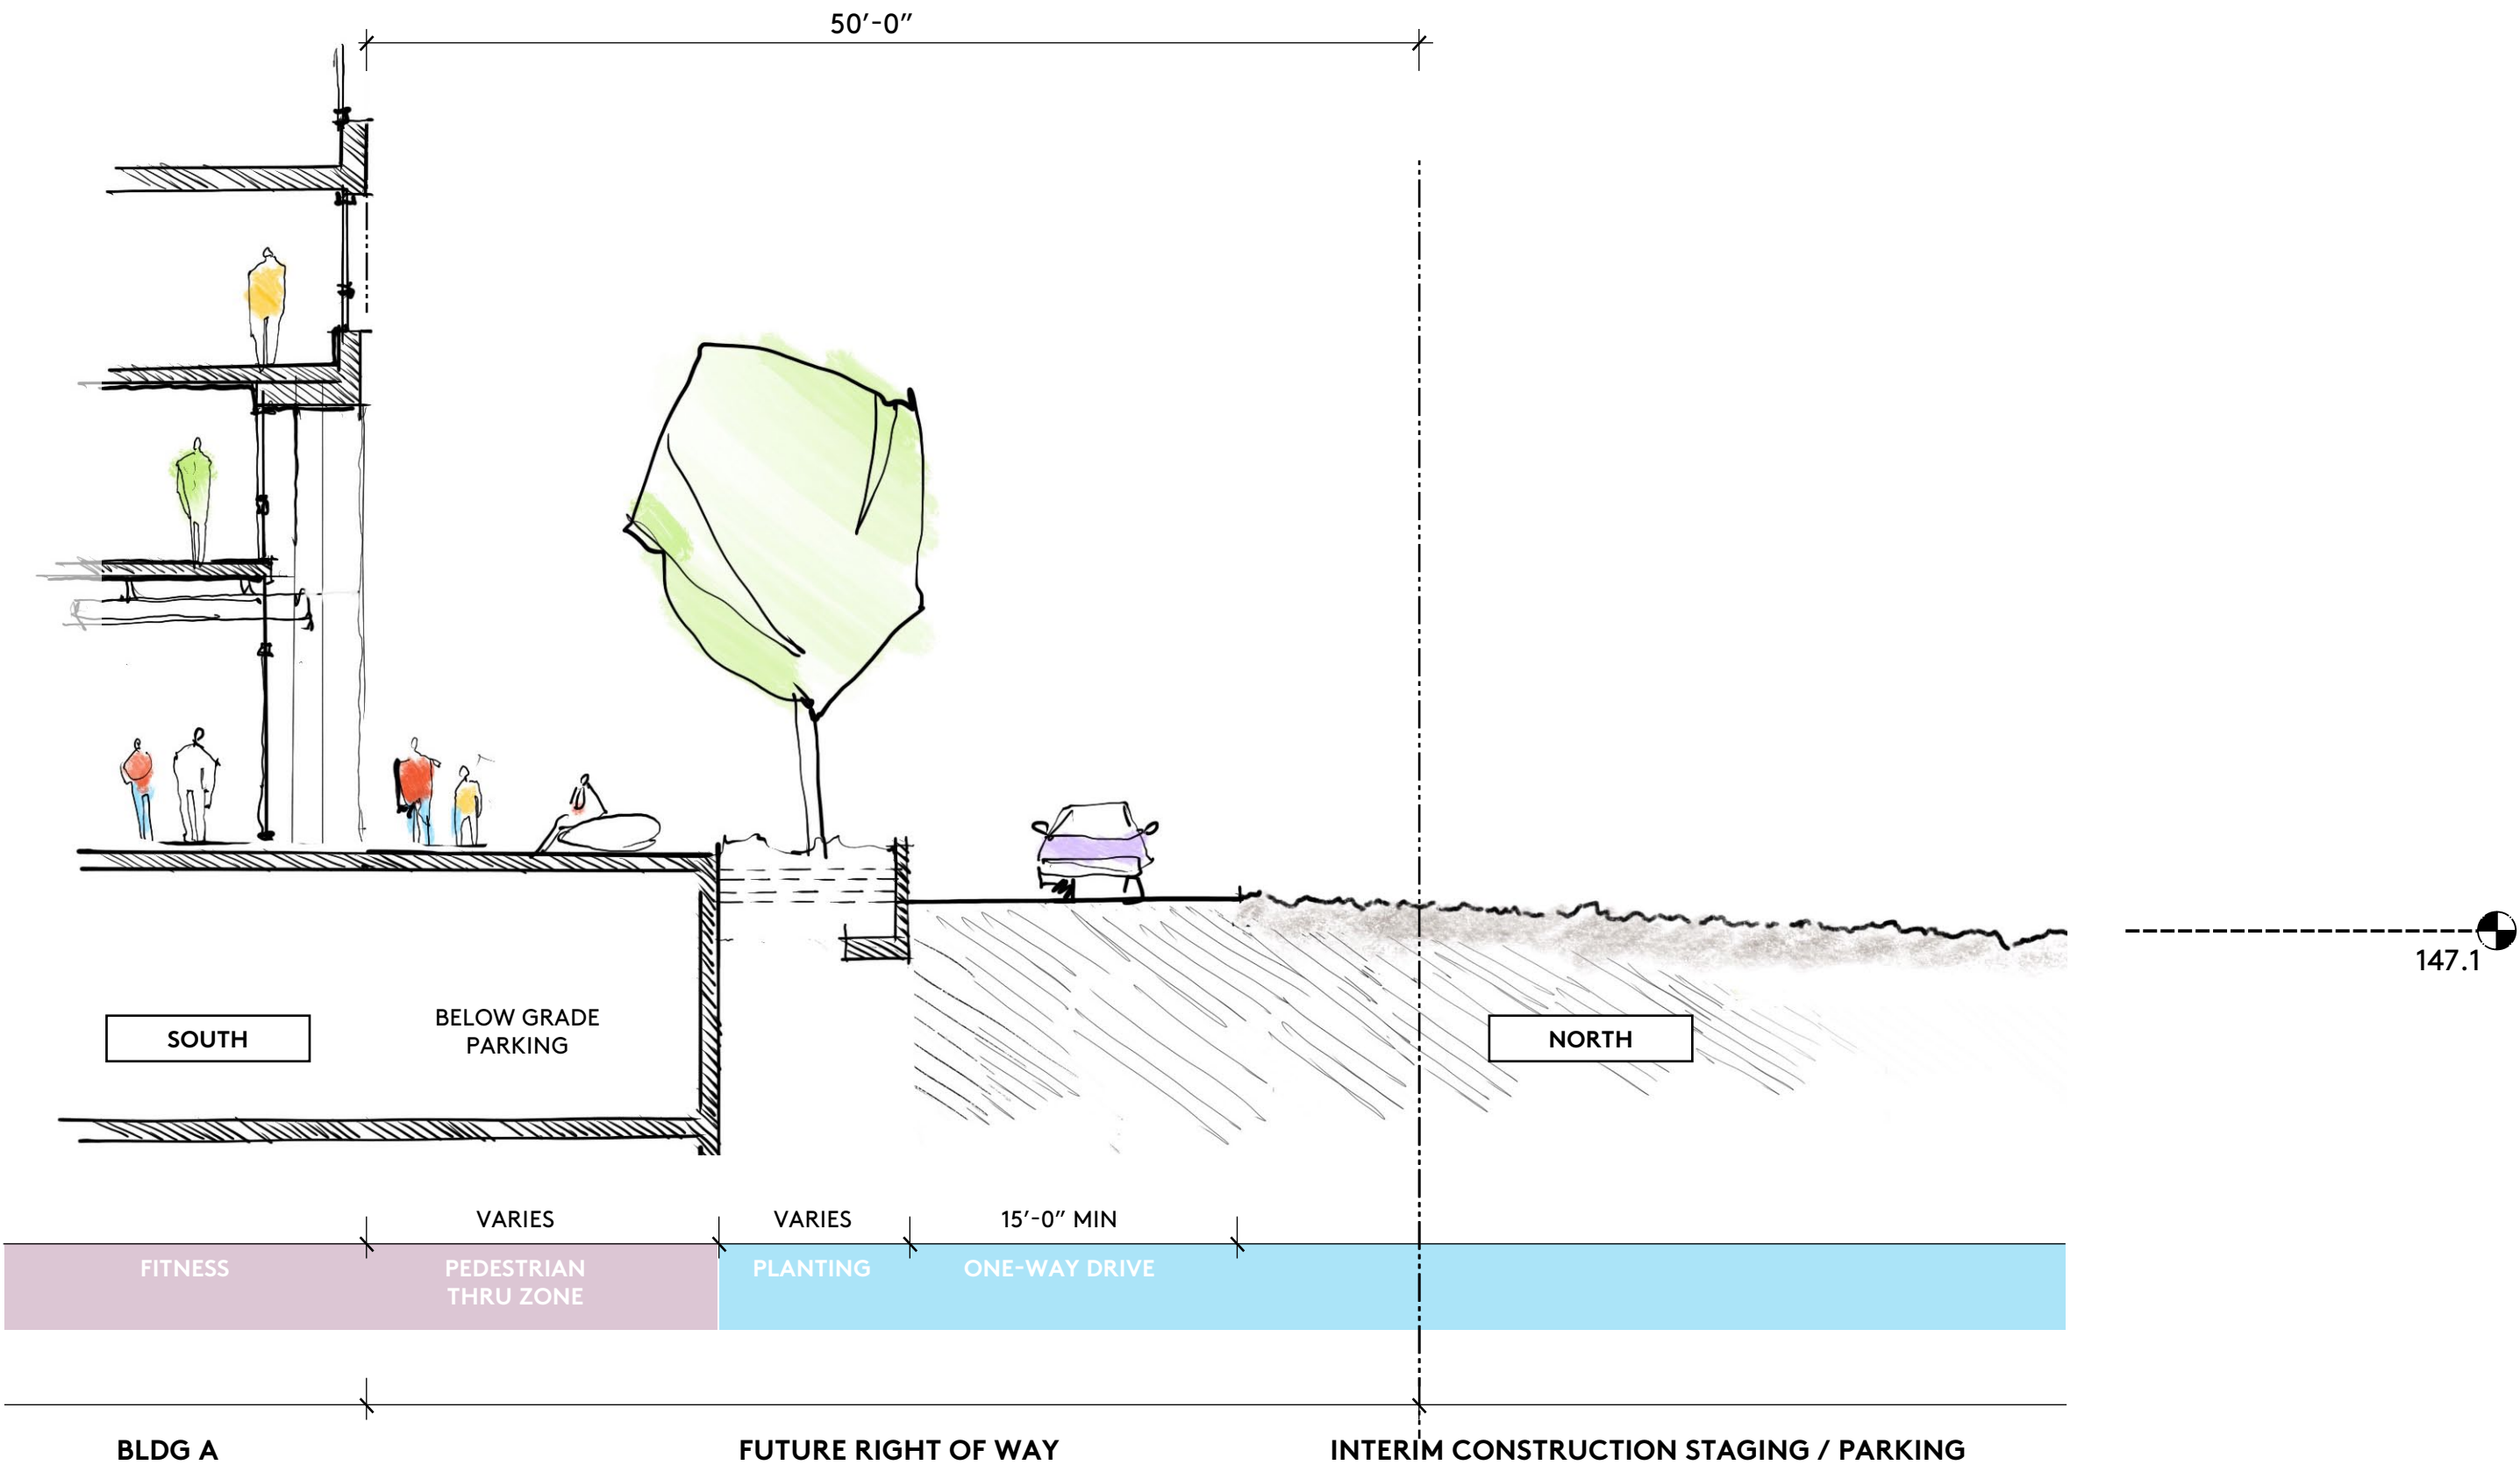 50’-0”
147.1
SOUTH
BELOW GRADE
PARKING
NORTH
VARIES
VARIES
15’-0” MIN
FITNESS
PEDESTRIAN
THRU ZONE
PLANTING
ONE-WAY DRIVE
BLDG A
FUTURE RIGHT OF WAY
INTERIM CONSTRUCTION STAGING / PARKING